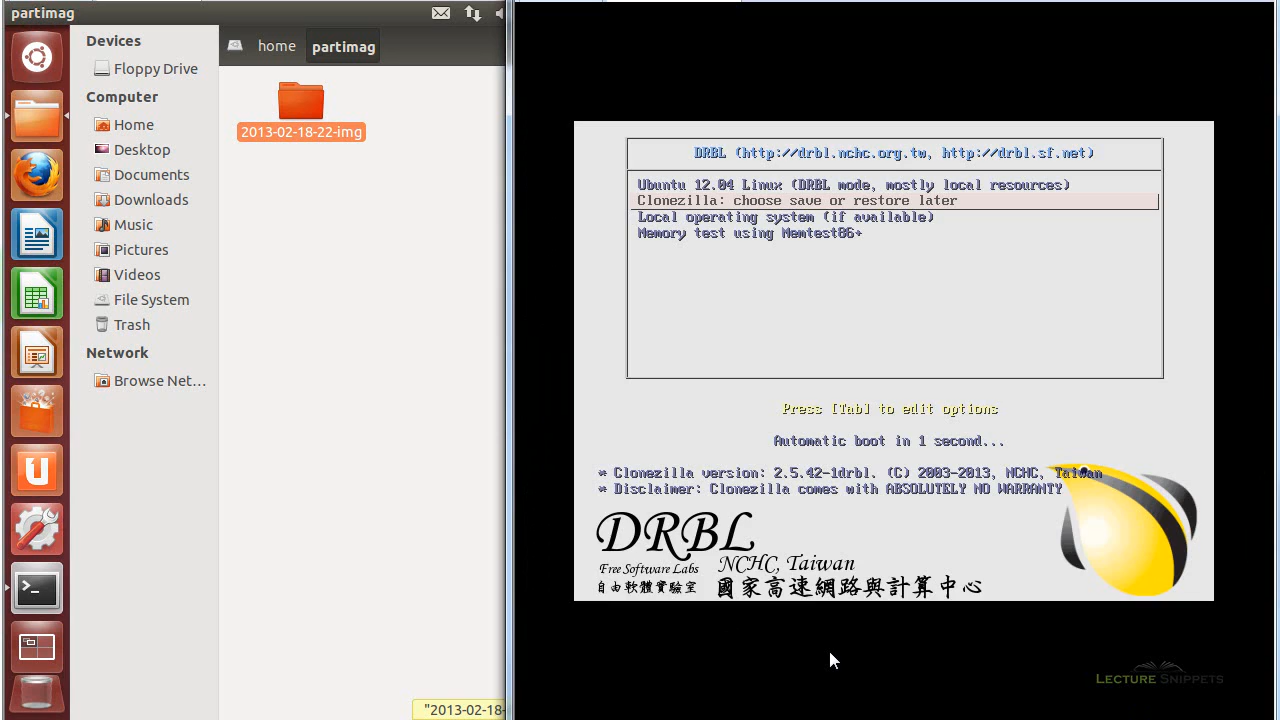 partimag
Devices
Floppy Drive
Computer
Home
Desktop
Documents
Downloads
Music
Pictures
Videos
File System
Trash
Network
Browse Net...
home
partimag
2013-02-18-22-img
"2013-02-18-
DRBL (http://drbl.nchc.org.tw, http://drbl.sf.net)
Ubuntu 12.04 Linux (DRBL mode, mostly local resources)
Clonezilla: choose save or restore later
Local operating system (if available)
Memory test using Memtest86+
Press [Tab] to edit options
Automatic boot in 1 second...
* Clonezilla version: 2.5.42-1drbl. (C) 2003-2013, NCHC, Taiwan
* Disclaimer: Clonezilla comes with ABSOLUTELY NO WARRANTY
DRBL
Free Software Labs
自由軟體實驗室
NCHC, Taiwan
國家高速網路與計算中心
LECTURE SNIPPETS